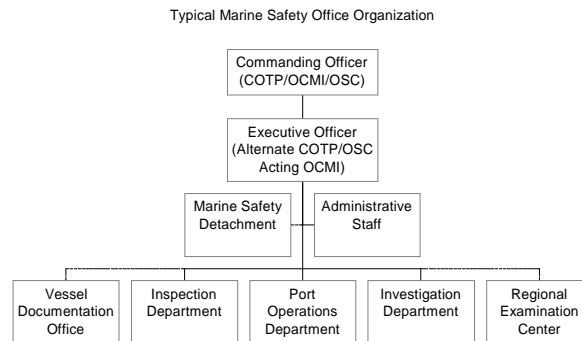 Typical Marine Safety Office Organization
Commanding Officer
(COTP/OCMI/OSC)
Executive Officer
(Alternate COTP/OSC
Acting OCMI)
Marine Safety
Detachment
Administrative
Staff
Vessel
Documentation
Office
Inspection
Department
Port
Operations
Department
Investigation
Department
Regional
Examination
Center